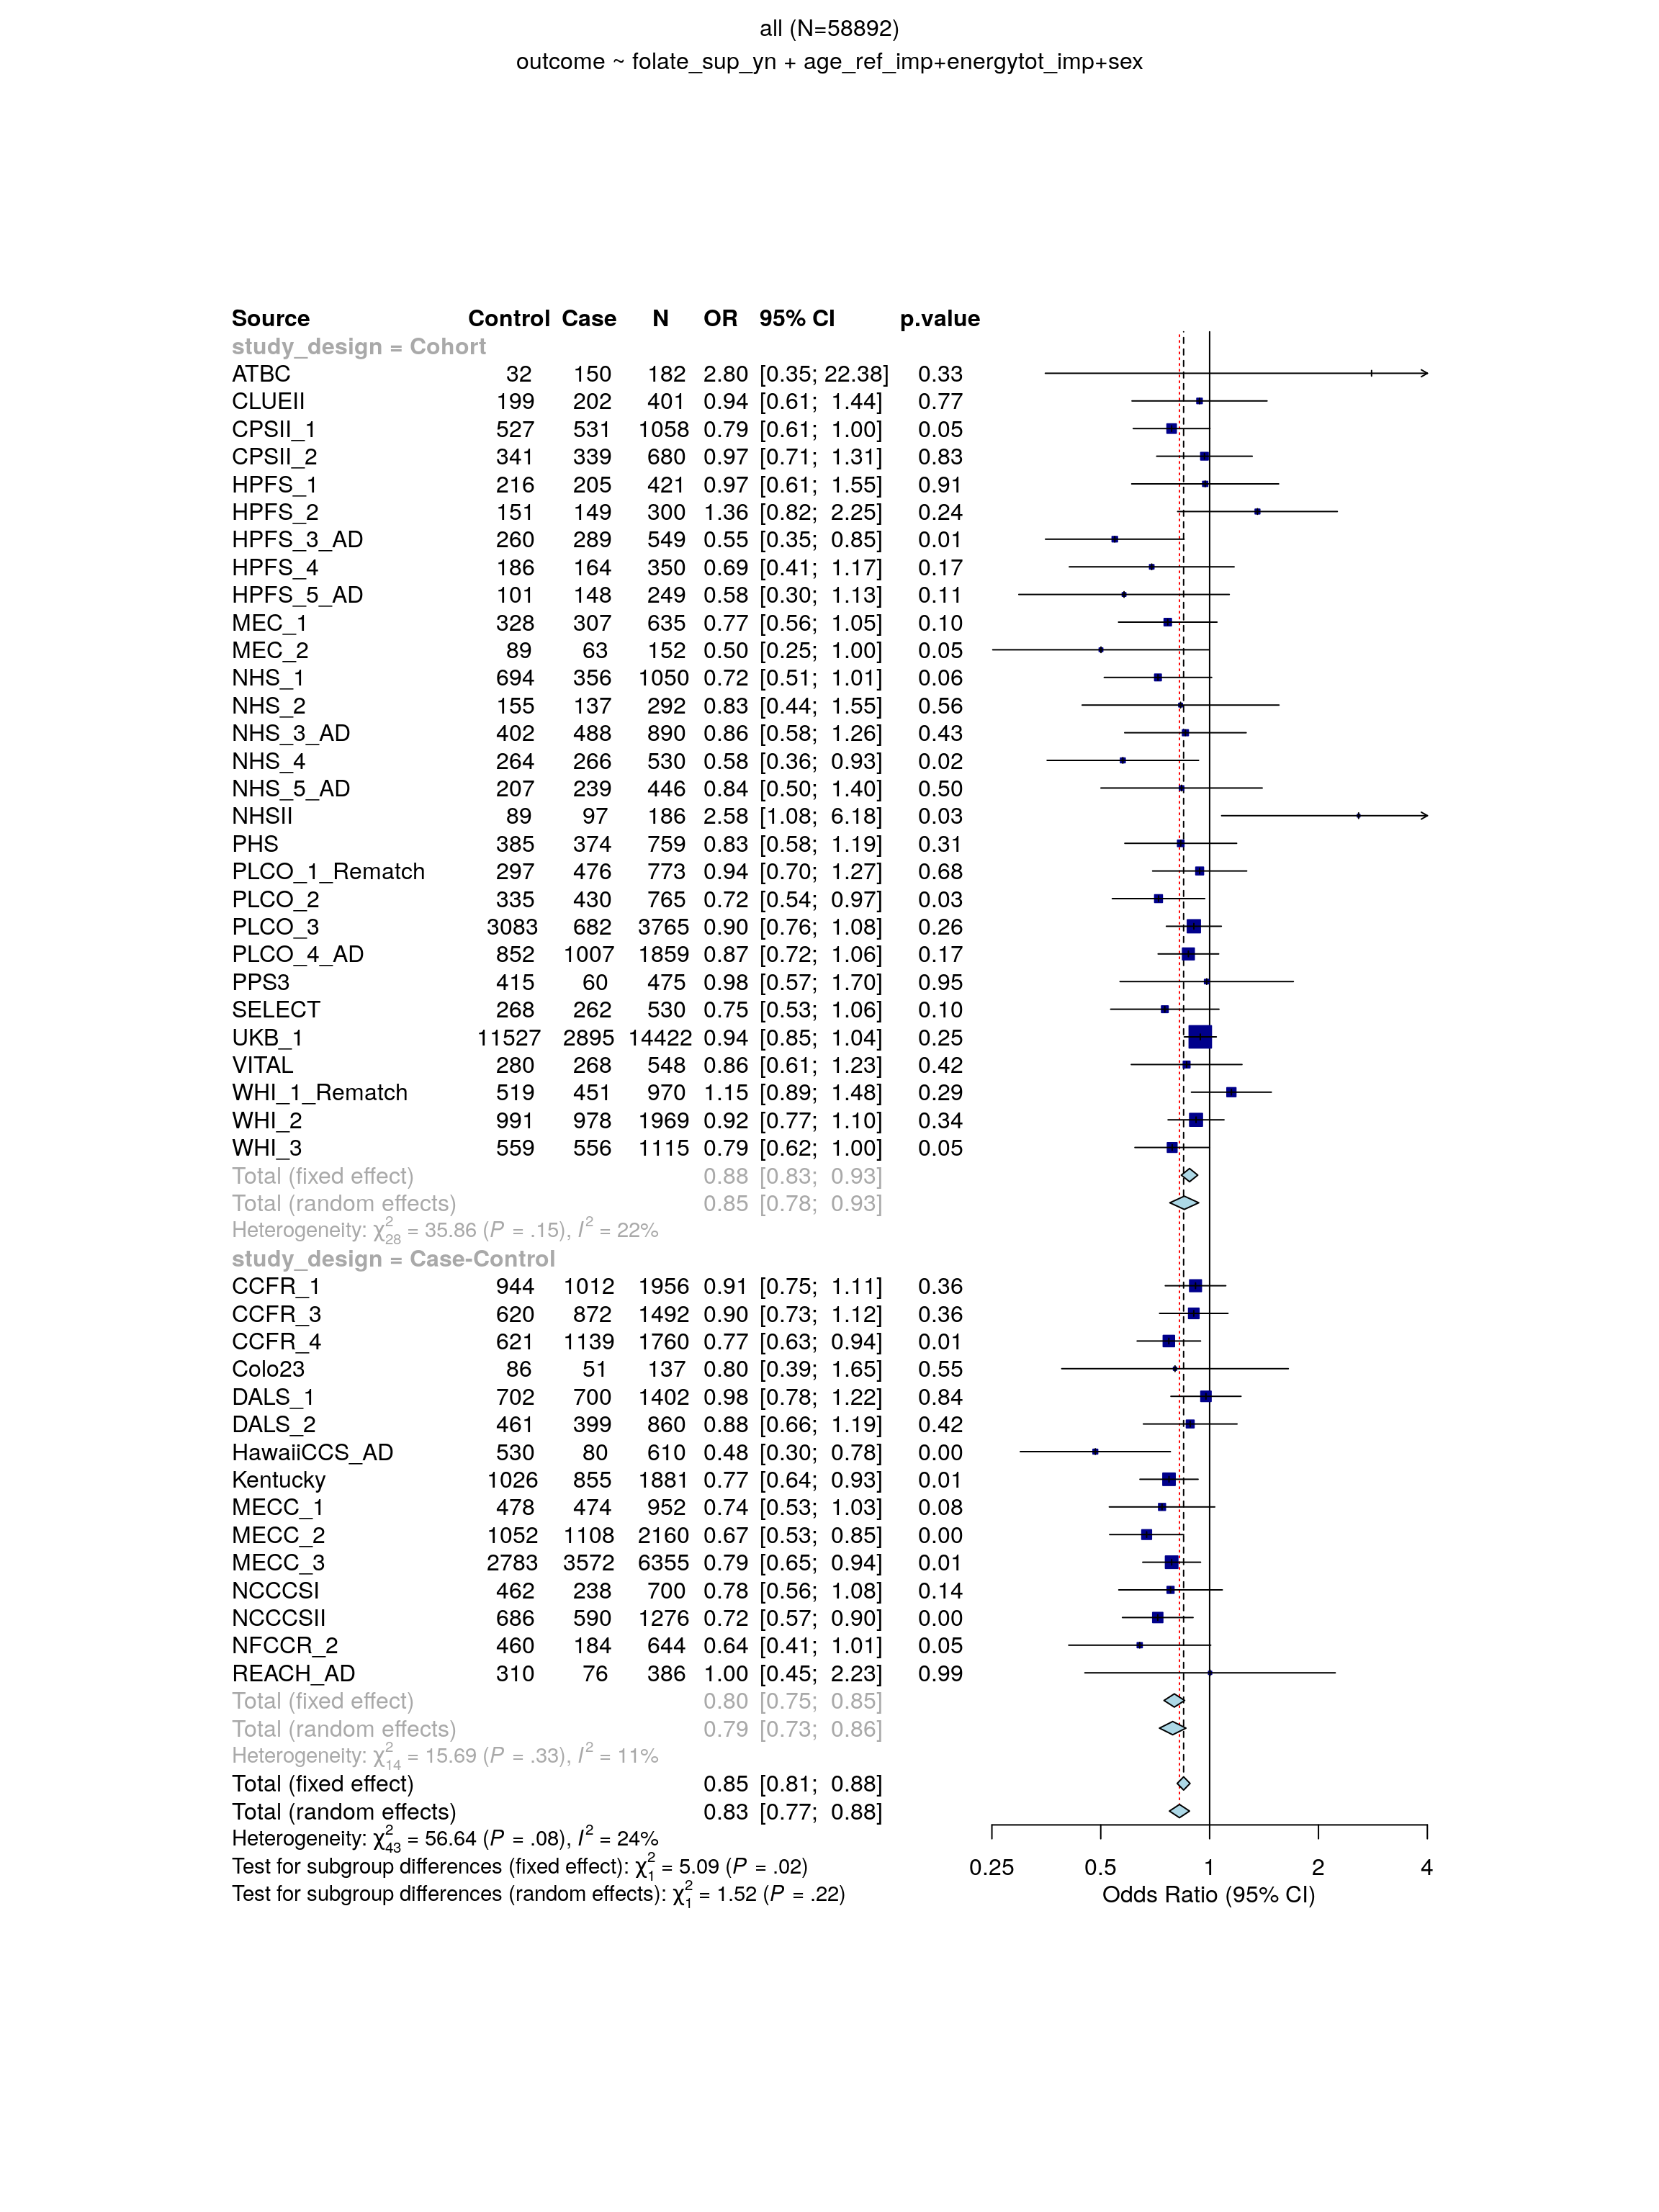 all (N=58892)
outcome ~ folate_sup_yn + age_ref_imp+energytot_imp+sex
Source Control Case N OR 95% CI p.value
study_design = Cohort
ATBC 32 150 182 2.80 [0.35; 22.38] 0.33
CLUEII 199 202 401 0.94 [0.61; 1.44] 0.77
CPSII_1 527 531 1058 0.79 [0.61; 1.00] 0.05
CPSII_2 341 339 680 0.97 [0.71; 1.31] 0.83
HPFS_1 216 205 421 0.97 [0.61; 1.55] 0.91
HPFS_2 151 149 300 1.36 [0.82; 2.25] 0.24
HPFS_3_AD 260 289 549 0.55 [0.35; 0.85] 0.01
HPFS_4 186 164 350 0.69 [0.41; 1.17] 0.17
HPFS_5_AD 101 148 249 0.58 [0.30; 1.13] 0.11
MEC_1 328 307 635 0.77 [0.56; 1.05] 0.10
MEC_2 89 63 152 0.50 [0.25; 1.00] 0.05
NHS_1 694 356 1050 0.72 [0.51; 1.01] 0.06
NHS_2 155 137 292 0.83 [0.44; 1.55] 0.56
NHS_3_AD 402 488 890 0.86 [0.58; 1.26] 0.43
NHS_4 264 266 530 0.58 [0.36; 0.93] 0.02
NHS_5_AD 207 239 446 0.84 [0.50; 1.40] 0.50
NHSII 89 97 186 2.58 [1.08; 6.18] 0.03
PHS 385 374 759 0.83 [0.58; 1.19] 0.31
PLCO_1_Rematch 297 476 773 0.94 [0.70; 1.27] 0.68
PLCO_2 335 430 765 0.72 [0.54; 0.97] 0.03
PLCO_3 3083 682 3765 0.90 [0.76; 1.08] 0.26
PLCO_4_AD 852 1007 1859 0.87 [0.72; 1.06] 0.17
PPS3 415 60 475 0.98 [0.57; 1.70] 0.95
SELECT 268 262 530 0.75 [0.53; 1.06] 0.10
UKB_1 11527 2895 14422 0.94 [0.85; 1.04] 0.25
VITAL 280 268 548 0.86 [0.61; 1.23] 0.42
WHI_1_Rematch 519 451 970 1.15 [0.89; 1.48] 0.29
WHI_2 991 978 1969 0.92 [0.77; 1.10] 0.34
WHI_3 559 556 1115 0.79 [0.62; 1.00] 0.05
Total (fixed effect) 0.88 [0.83; 0.93]
Total (random effects) 0.85 [0.78; 0.93]
Heterogeneity: χ²₂₈ = 35.86 (P = .15), I² = 22%
study_design = Case-Control
CCFR_1 944 1012 1956 0.91 [0.75; 1.11] 0.36
CCFR_3 620 872 1492 0.90 [0.73; 1.12] 0.36
CCFR_4 621 1139 1760 0.77 [0.63; 0.94] 0.01
Colo23 86 51 137 0.80 [0.39; 1.65] 0.55
DALS_1 702 700 1402 0.98 [0.78; 1.22] 0.84
DALS_2 461 399 860 0.88 [0.66; 1.19] 0.42
HawaiiCCS_AD 530 80 610 0.48 [0.30; 0.78] 0.00
Kentucky 1026 855 1881 0.77 [0.64; 0.93] 0.01
MECC_1 478 474 952 0.74 [0.53; 1.03] 0.08
MECC_2 1052 1108 2160 0.67 [0.53; 0.85] 0.00
MECC_3 2783 3572 6355 0.79 [0.65; 0.94] 0.01
NCCCSI 462 238 700 0.78 [0.56; 1.08] 0.14
NCCCSII 686 590 1276 0.72 [0.57; 0.90] 0.00
NFCCR_2 460 184 644 0.64 [0.41; 1.01] 0.05
REACH_AD 310 76 386 1.00 [0.45; 2.23] 0.99
Total (fixed effect) 0.80 [0.75; 0.85]
Total (random effects) 0.79 [0.73; 0.86]
Heterogeneity: χ²₁₄ = 15.69 (P = .33), I² = 11%
Total (fixed effect) 0.85 [0.81; 0.88]
Total (random effects) 0.83 [0.77; 0.88]
Heterogeneity: χ²₄₃ = 56.64 (P = .08), I² = 24%
Test for subgroup differences (fixed effect): χ²₁ = 5.09 (P = .02)
Test for subgroup differences (random effects): χ²₁ = 1.52 (P = .22)
0.25 0.5 1 2 4
Odds Ratio (95% CI)